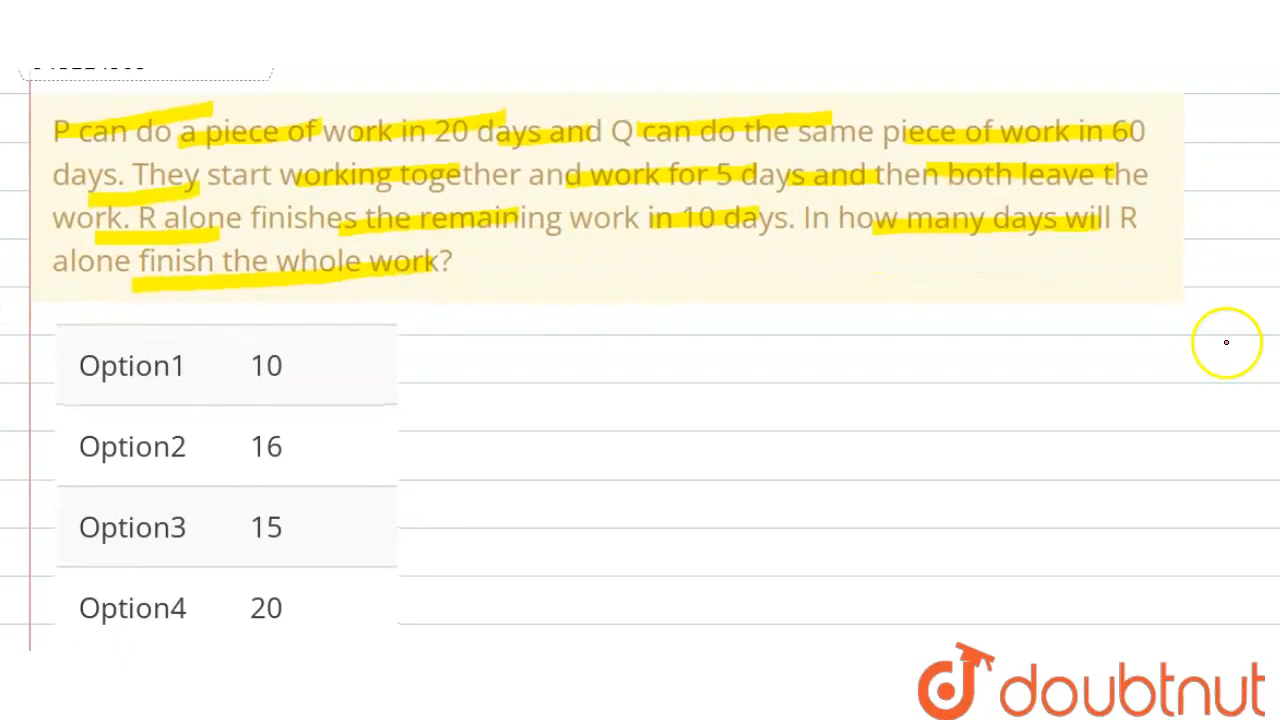 P can do a piece of work in 20 days and Q can do the same piece of work in 60
days. They start working together and work for 5 days and then both leave the
work. R alone finishes the remaining work in 10 days. In how many days will R
alone finish the whole work?
Option1 10
Option2 16
Option3 15
Option4 20
doubtnut